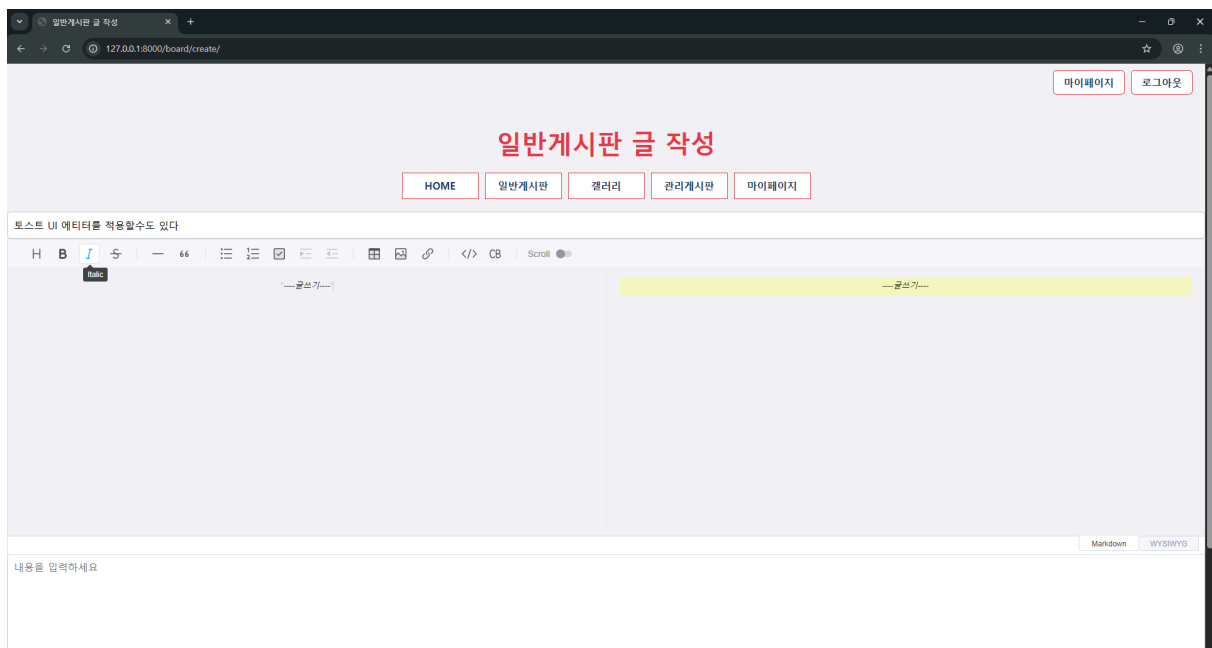 일반게시판 글 작성
127.0.0.1:8000/board/create/
마이페이지 로그아웃
일반게시판 글 작성
HOME 일반게시판 갤러리 관리게시판 마이페이지
토스트 UI 에티터를 적용할수도 있다
H B I S — 66 </> CB Scroll
Italic
*----글쓰기----* ----글쓰기----
Markdown WYSIWYG
내용을 입력하세요